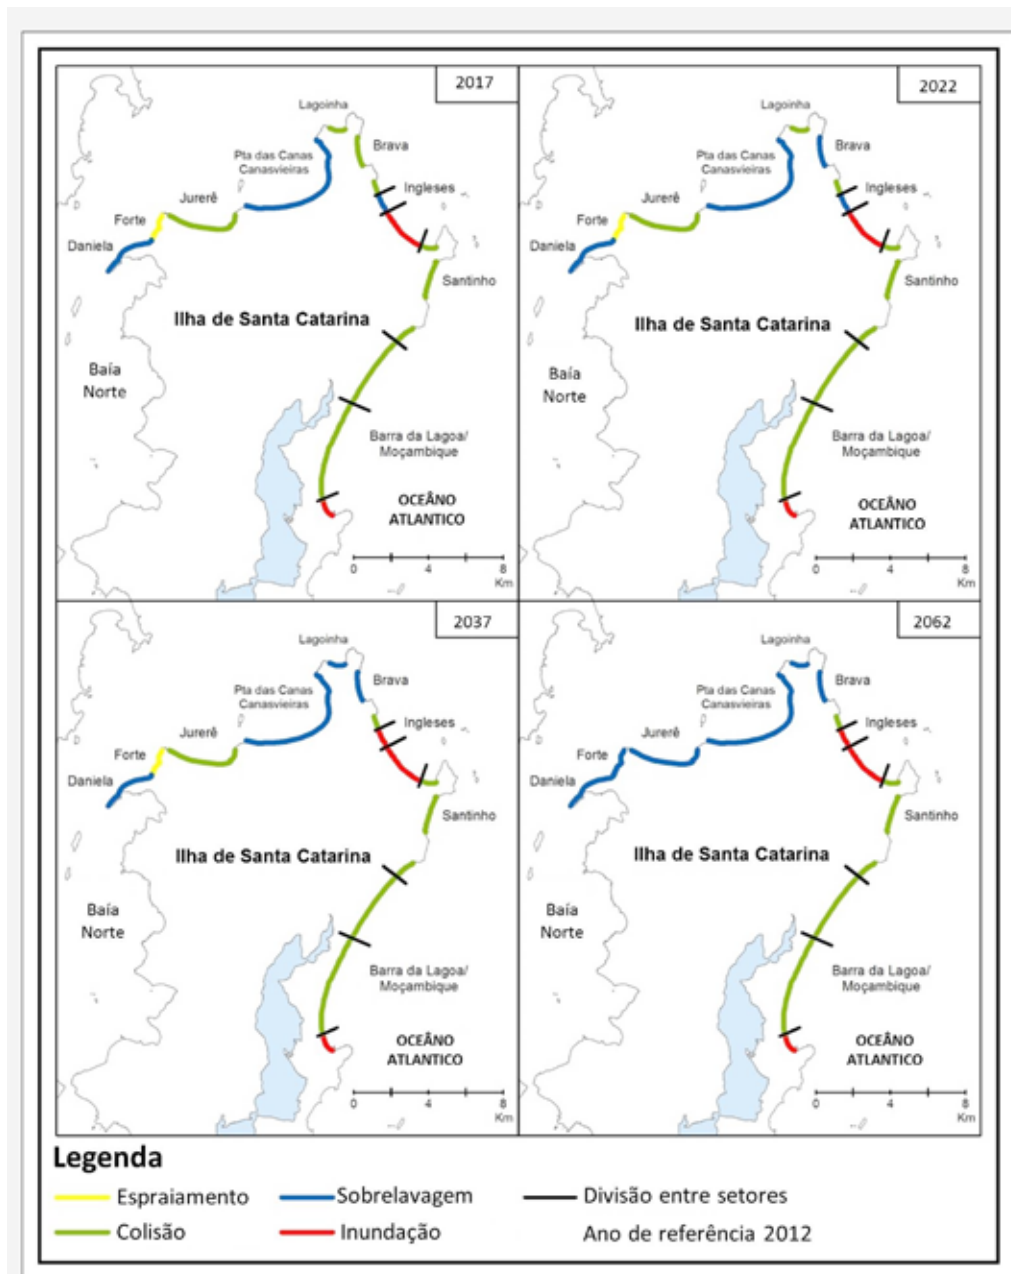 2017
Lagoinha
Brava
Pta das Canas
Canasvieiras
Ingleses
Jurerê
Forte
Daniela
Santinho
Ilha de Santa Catarina
Baía
Norte
Barra da Lagoa/
Moçambique
OCEÂNO
ATLANTICO
0 4 8
Km
2022
Lagoinha
Brava
Pta das Canas
Canasvieiras
Ingleses
Jurerê
Forte
Daniela
Santinho
Ilha de Santa Catarina
Baía
Norte
Barra da Lagoa/
Moçambique
OCEÂNO
ATLANTICO
0 4 8
Km
2037
Lagoinha
Brava
Pta das Canas
Canasvieiras
Ingleses
Jurerê
Forte
Daniela
Santinho
Ilha de Santa Catarina
Baía
Norte
Barra da Lagoa/
Moçambique
OCEÂNO
ATLANTICO
0 4 8
Km
2062
Lagoinha
Brava
Pta das Canas
Canasvieiras
Ingleses
Jurerê
Forte
Daniela
Santinho
Ilha de Santa Catarina
Baía
Norte
Barra da Lagoa/
Moçambique
OCEÂNO
ATLANTICO
0 4 8
Km
Legenda
Espraiamento
Sobrelavagem
Divisão entre setores
Colisão
Inundação
Ano de referência 2012